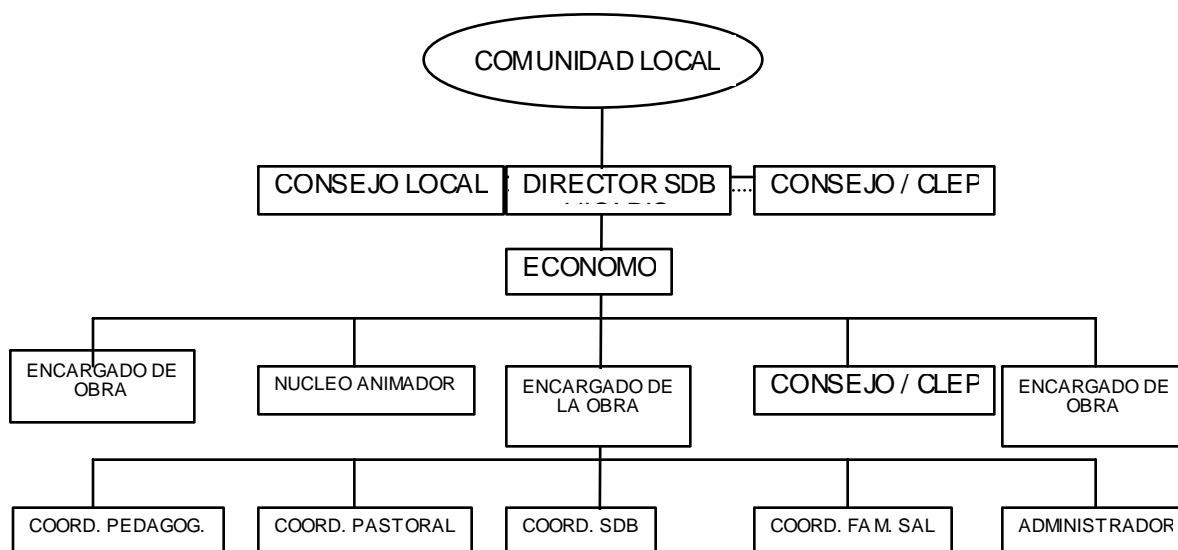 COMUNIDAD LOCAL
CONSEJO LOCAL
DIRECTOR SDB
CONSEJO / CLEP
ECONOMO
ENCARGADO DE
OBRA
NUCLEO ANIMADOR
ENCARGADO DE
LA OBRA
CONSEJO / CLEP
ENCARGADO DE
OBRA
COORD. PEDAGOG.
COORD. PASTORAL
COORD. SDB
COORD. FAM. SAL
ADMINISTRADOR